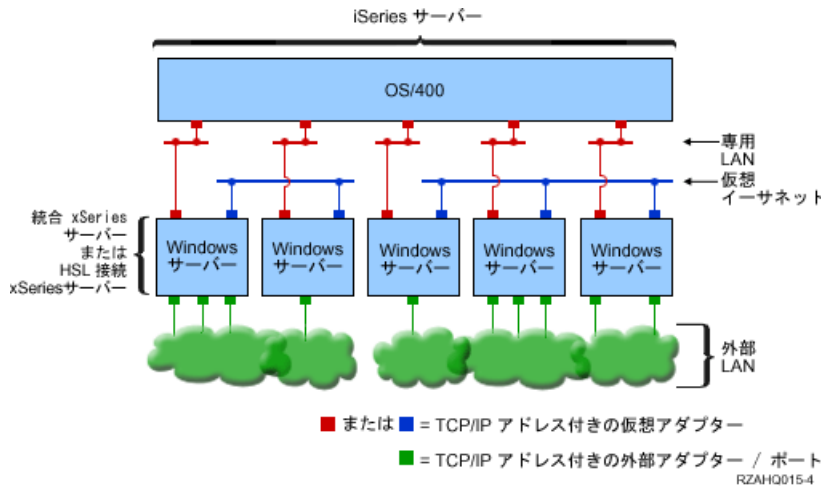 iSeries サーバー
OS/400
専用
LAN
仮想
イーサネット
統合 xSeries
サーバー
または
HSL 接続
xSeriesサーバー
Windows
サーバー
Windows
サーバー
Windows
サーバー
Windows
サーバー
Windows
サーバー
外部
LAN
または = TCP/IP アドレス付きの仮想アダプター
= TCP/IP アドレス付きの外部アダプター / ポート
RZAHQ015-4